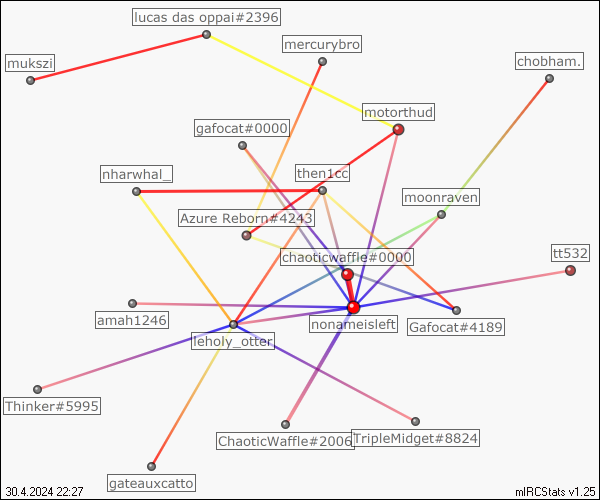 lucas das oppai#2396
mercurybro
mukszi
chobham.
motorthud
gafocat#0000
nharwhal_
then1cc
moonraven
Azure Reborn#4243
chaoticwaffle#0000
tt532
amah1246
nonameisleft
Gafocat#4189
leholy_otter
Thinker#5995
ChaoticWaffle#2006
TripleMidget#8824
gateauxcatto
30.4.2024 22:27
mIRCStats v1.25